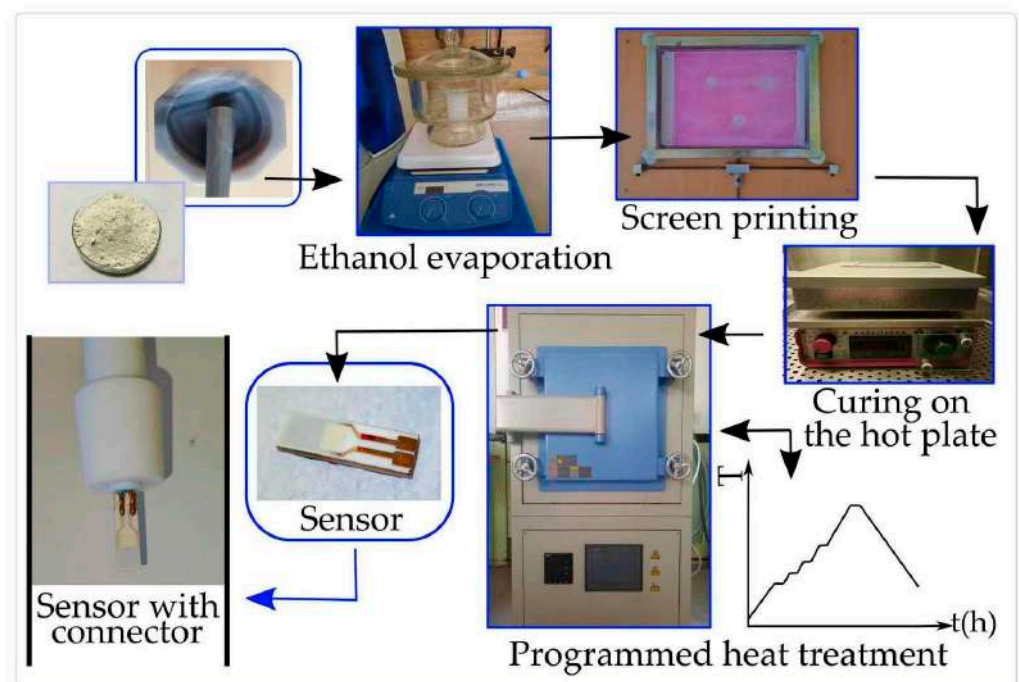 Ethanol evaporation
Screen printing
Curing on
the hot plate
Sensor
Sensor with
connector
T
t(h)
Programmed heat treatment